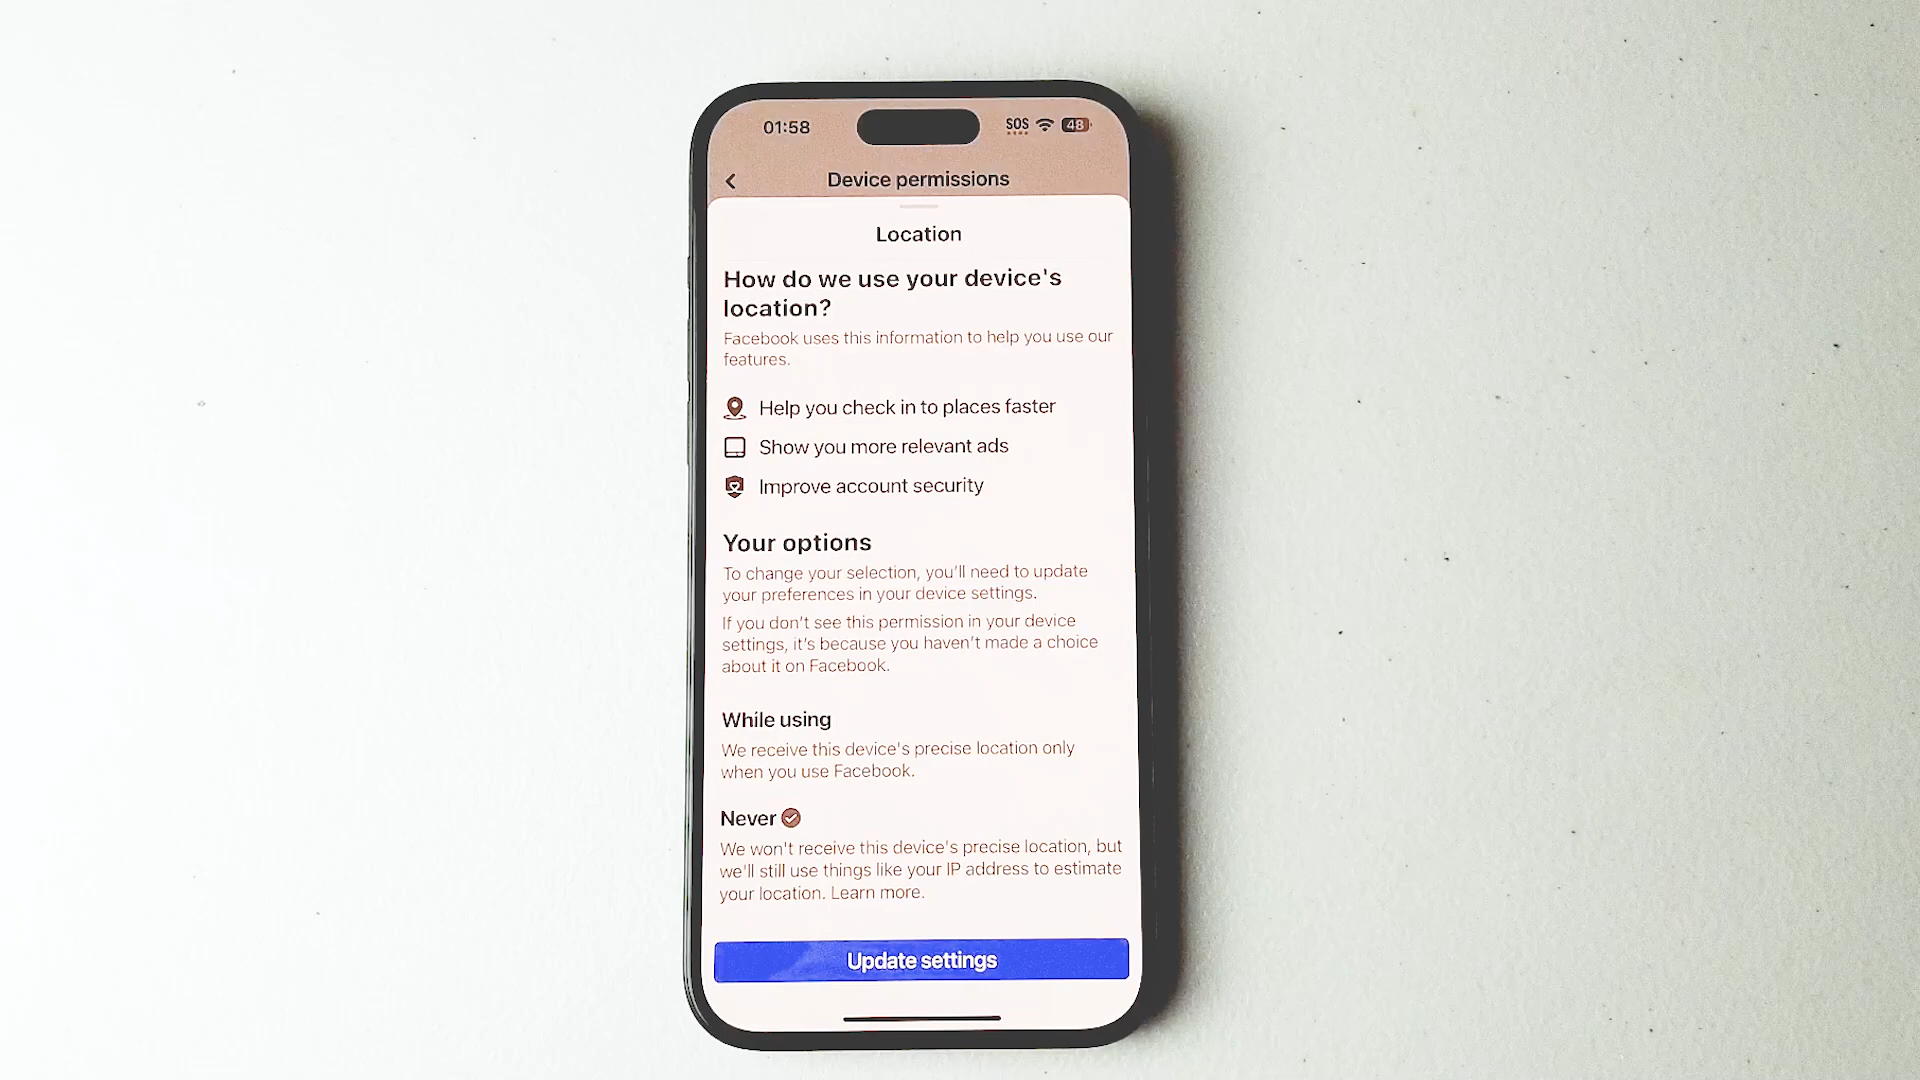 01:58
SOS
48
Device permissions
Location
How do we use your device's
location?
Facebook uses this information to help you use our
features.
Help you check in to places faster
Show you more relevant ads
Improve account security
Your options
To change your selection, you'll need to update
your preferences in your device settings.
If you don't see this permission in your device
settings, it's because you haven't made a choice
about it on Facebook.
While using
We receive this device's precise location only
when you use Facebook.
Never
We won't receive this device's precise location, but
we'll still use things like your IP address to estimate
your location. Learn more.
Update settings